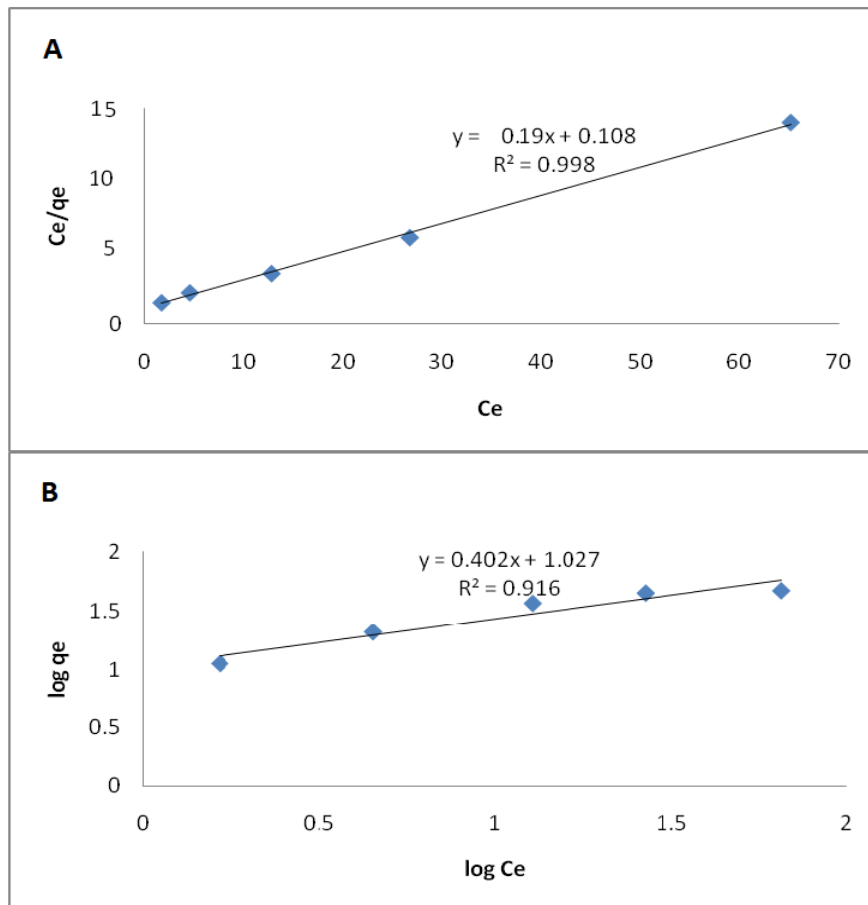 A
15
10
5
0
Ce/qe
y = 0.19x + 0.108
R² = 0.998
0 10 20 30 40 50 60 70
Ce
B
2
1.5
1
0.5
0
log qe
y = 0.402x + 1.027
R² = 0.916
0 0.5 1 1.5 2
log Ce